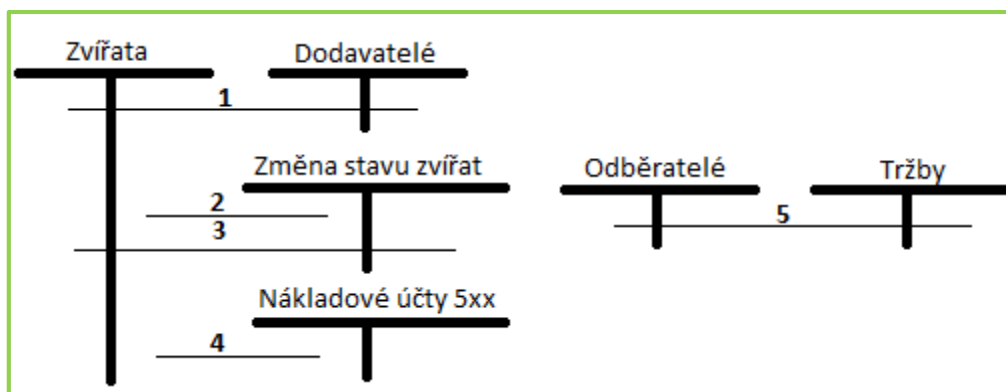 Zvířata
Dodavatelé
1
Změna stavu zvířat
2
3
Nákladové účty 5xx
4
Odběratelé
Tržby
5